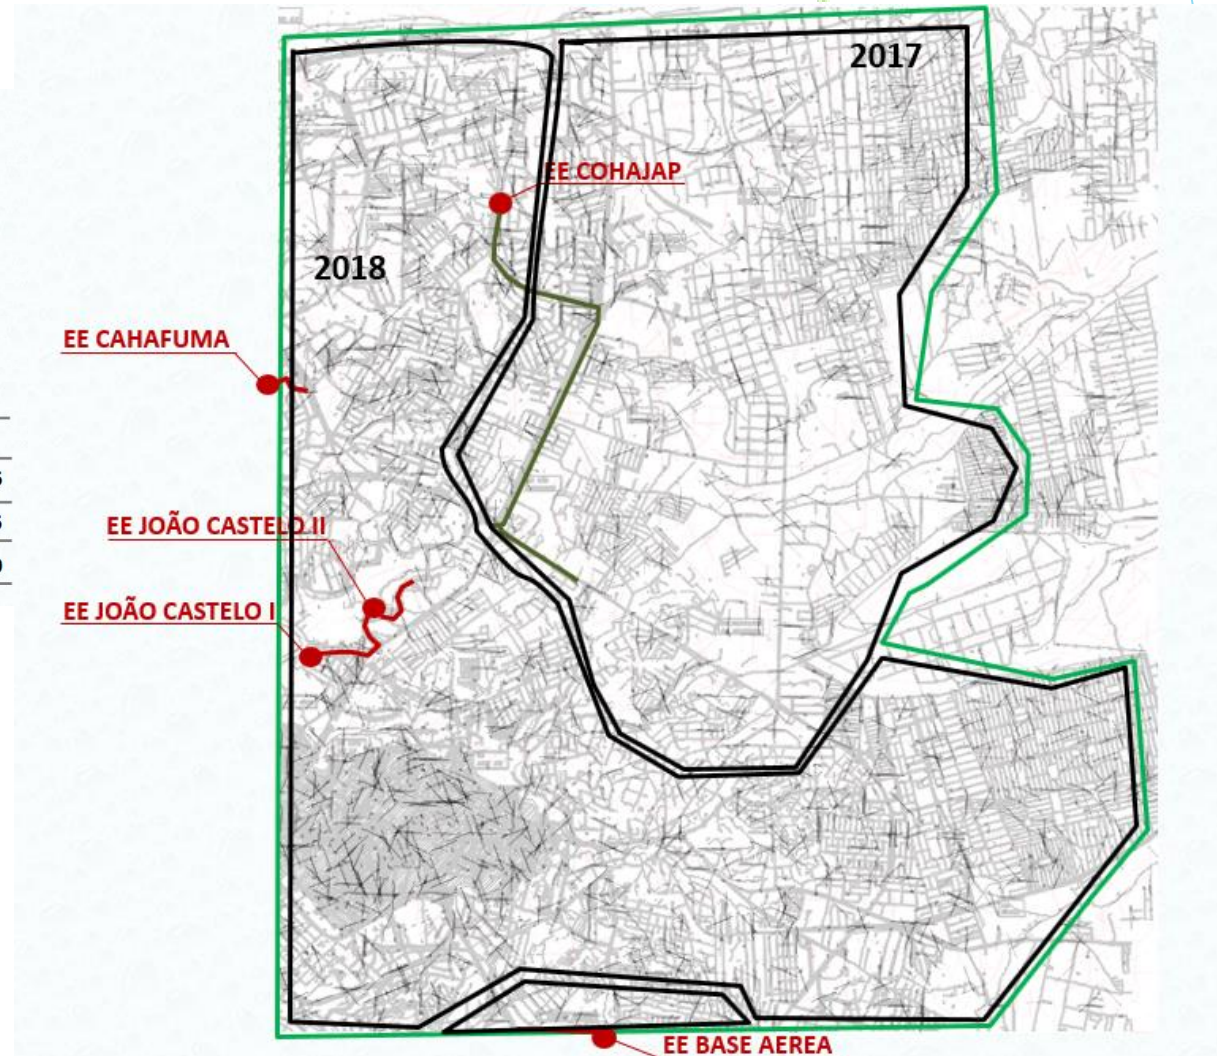 2017
EE COHAJAP
2018
EE CAHAFUMA
EE JOÃO CASTELO II
EE JOÃO CASTELO I
EE BASE AEREA